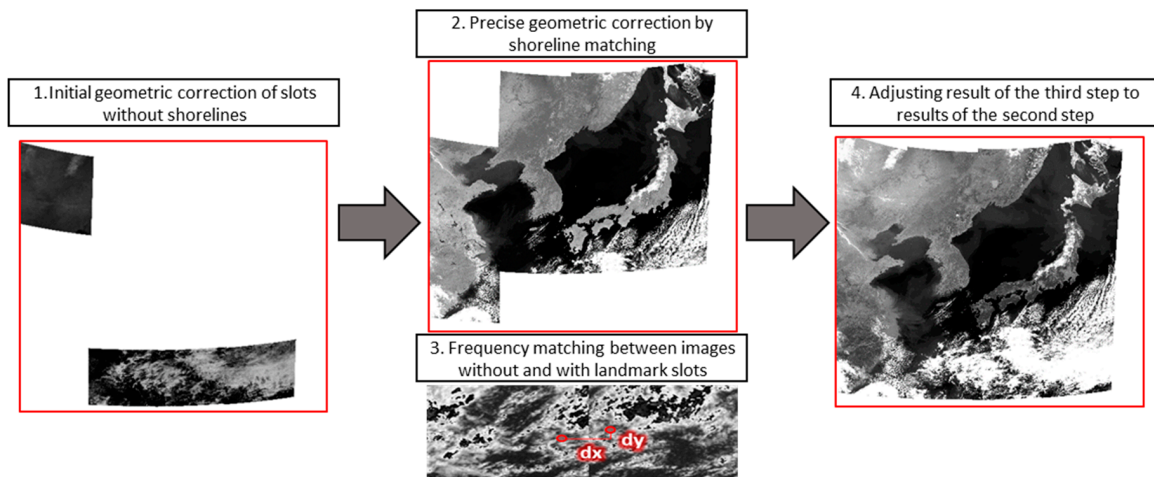 1.Initial geometric correction of slots
without shorelines
2. Precise geometric correction by
shoreline matching
3. Frequency matching between images
without and with landmark slots
dx
dy
4. Adjusting result of the third step to
results of the second step